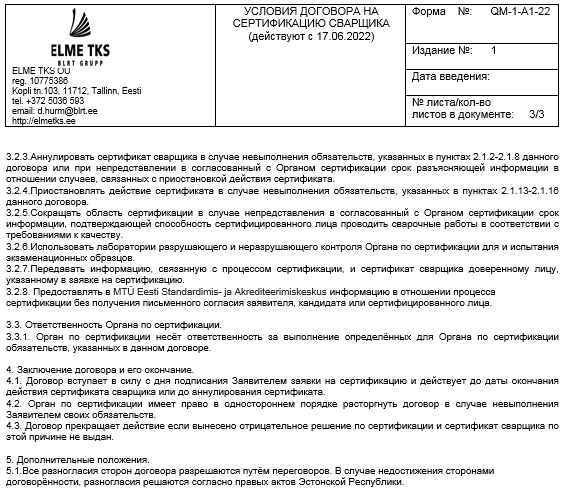 ELME TKS
BLRT GRUPP
ELME TKS OÜ
reg. 10775386
Kopli tn.103, 11712, Tallinn, Eesti
tel. +372 5036 593
email: d.hurm@blrt.ee
http://elmetks.ee
УСЛОВИЯ ДОГОВОРА НА
СЕРТИФИКАЦИЮ СВАРЩИКА
(действуют с 17.06.2022)
Форма №: QM-1-A1-22
Издание №: 1
Дата введения:
№ листа/кол-во
листов в документе: 3/3
3.2.3.Аннулировать сертификат сварщика в случае невыполнения обязательств, указанных в пунктах 2.1.2-2.1.8 данного
договора или при непредставлении в согласованный с Органом сертификации срок разъясняющей информации в
отношении случаев, связанных с приостановкой действия сертификата.
3.2.4.Приостановлять действие сертификата в случае невыполнения обязательств, указанных в пунктах 2.1.13-2.1.16
данного договора.
3.2.5.Сокращать область сертификации в случае непредставления в согласованный с Органом сертификации срок
информации, подтверждающей способность сертифицированного лица проводить сварочные работы в соответствии с
требованиями к качеству.
3.2.6.Использовать лаборатории разрушающего и неразрушающего контроля Органа по сертификации для и испытания
экзаменационных образцов.
3.2.7.Передавать информацию, связанную с процессом сертификации, и сертификат сварщика доверенному лицу,
указанному в заявке на сертификацию.
3.2.8. Предоставлять в MTÜ Eesti Standardimis- ja Akrediteerimiskeskus информацию в отношении процесса
сертификации без получения письменного согласия заявителя, кандидата или сертифицированного лица.
3.3. Ответственность Органа по сертификации.
3.3.1. Орган по сертификации несёт ответственность за выполнение определённых для Органа по сертификации
обязательств, указанных в данном договоре.
4. Заключение договора и его окончание.
4.1. Договор вступает в силу с дня подписания Заявителем заявки на сертификацию и действует до даты окончания
действия сертификата сварщика или до аннулирования сертификата.
4.2. Орган по сертификации имеет право в одностороннем порядке расторгнуть договор в случае невыполнения
Заявителем своих обязательств.
4.3. Договор прекращает действие если вынесено отрицательное решение по сертификации и сертификат сварщика по
этой причине не выдан.
5. Дополнительные положения.
5.1.Все разногласия сторон договора разрешаются путём переговоров. В случае недостижения сторонами
договорённости, разногласия решаются согласно правых актов Эстонской Республики.